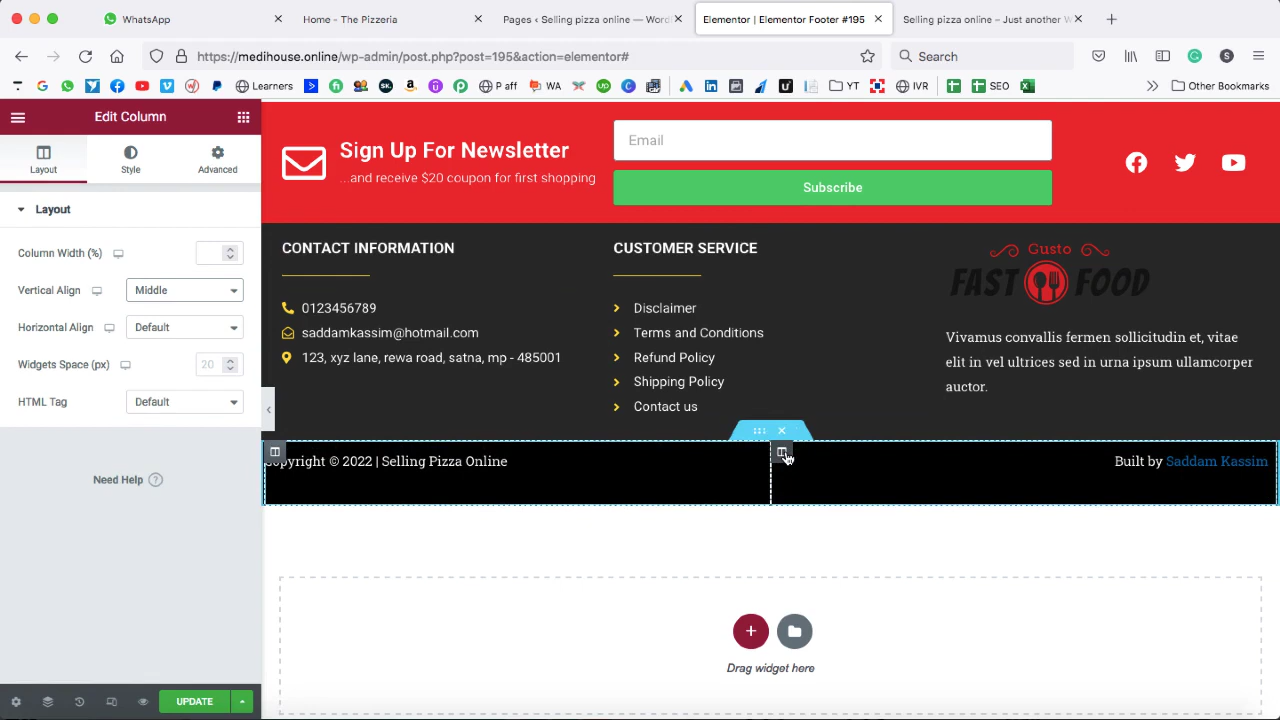 WhatsApp
Home - The Pizzeria
Pages ‹ Selling pizza online — Word
Elementor | Elementor Footer #195
Selling pizza online – Just another W
https://medihouse.online/wp-admin/post.php?post=195&action=elementor#
Search
Learners
P aff
WA
YT
IVR
SEO
Other Bookmarks
Edit Column
Layout
Style
Advanced
Layout
Column Width (%)
Vertical Align
Middle
Horizontal Align
Default
Widgets Space (px)
20
HTML Tag
Default
Need Help
UPDATE
Sign Up For Newsletter
...and receive $20 coupon for first shopping
Email
Subscribe
CONTACT INFORMATION
0123456789
saddamkassim@hotmail.com
123, xyz lane, rewa road, satna, mp - 485001
CUSTOMER SERVICE
Disclaimer
Terms and Conditions
Refund Policy
Shipping Policy
Contact us
Gusto
FAST FOOD
Vivamus convallis fermen sollicitudin et, vitae
elit in vel ultrices sed in urna ipsum ullamcorper
auctor.
Copyright © 2022 | Selling Pizza Online
Built by Saddam Kassim
Drag widget here